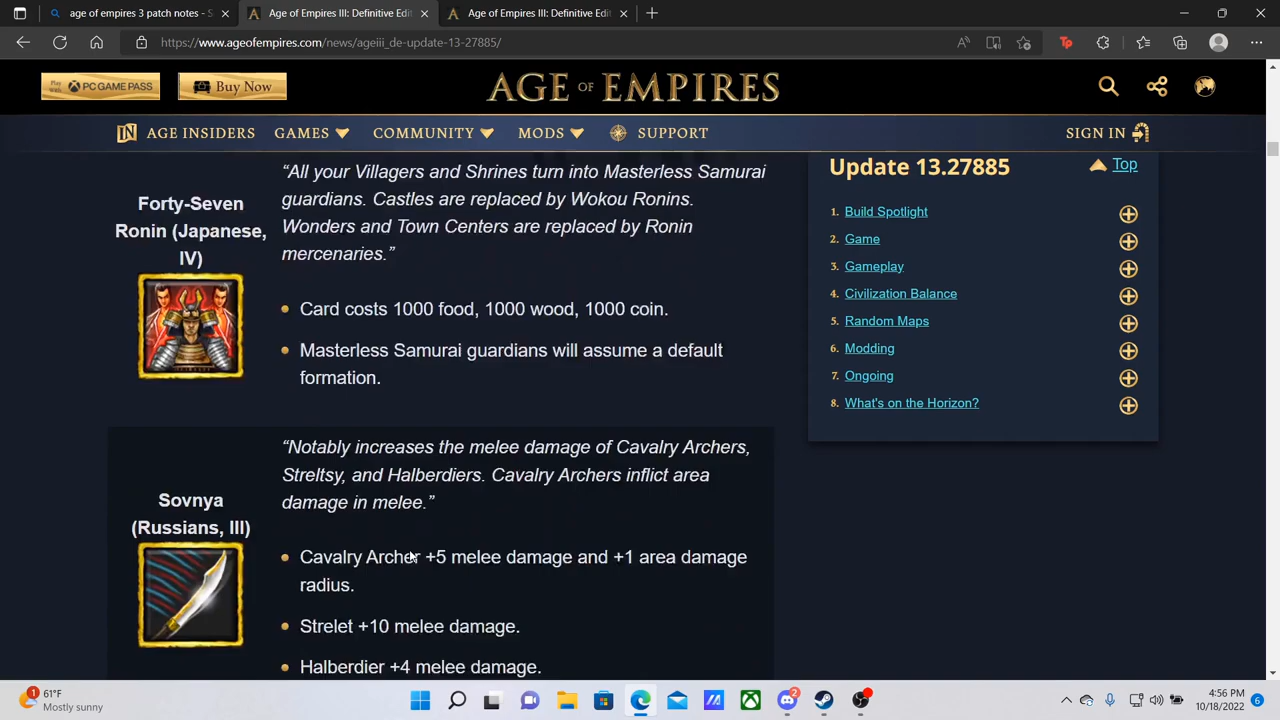 age of empires 3 patch notes - S
Age of Empires III: Definitive Edit
Age of Empires III: Definitive Edit
https://www.ageofempires.com/news/ageiii_de-update-13-27885/
PC GAME PASS
Buy Now
AGE OF EMPIRES
AGE INSIDERS GAMES COMMUNITY MODS SUPPORT SIGN IN
Forty-Seven
Ronin (Japanese,
IV)
“All your Villagers and Shrines turn into Masterless Samurai
guardians. Castles are replaced by Wokou Ronins.
Wonders and Town Centers are replaced by Ronin
mercenaries.”
Card costs 1000 food, 1000 wood, 1000 coin.
Masterless Samurai guardians will assume a default
formation.
Sovnya
(Russians, III)
“Notably increases the melee damage of Cavalry Archers,
Streltsy, and Halberdiers. Cavalry Archers inflict area
damage in melee.”
Cavalry Archer +5 melee damage and +1 area damage
radius.
Strelet +10 melee damage.
Halberdier +4 melee damage.
Update 13.27885
Top
1. Build Spotlight
2. Game
3. Gameplay
4. Civilization Balance
5. Random Maps
6. Modding
7. Ongoing
8. What's on the Horizon?
1
61°F
Mostly sunny
2
4:56 PM
10/18/2022
6